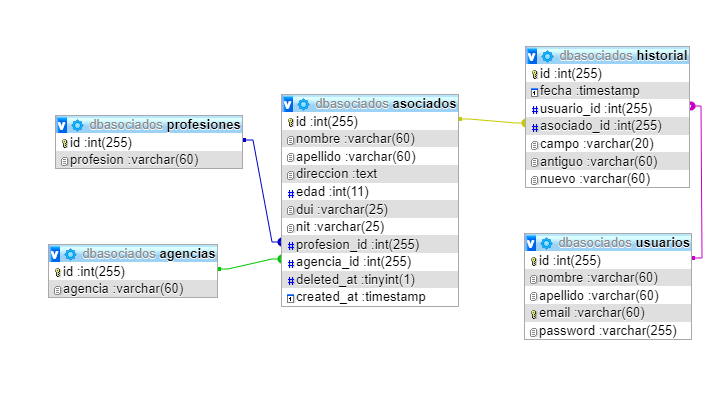 dbasociados profesiones
id :int(255)
profesion :varchar(60)
dbasociados agencias
id :int(255)
agencia :varchar(60)
dbasociados asociados
id :int(255)
nombre :varchar(60)
apellido :varchar(60)
direccion :text
edad :int(11)
dui :varchar(25)
nit :varchar(25)
profesion_id :int(255)
agencia_id :int(255)
deleted_at :tinyint(1)
created_at :timestamp
dbasociados historial
id :int(255)
fecha :timestamp
usuario_id :int(255)
asociado_id :int(255)
campo :varchar(20)
antiguo :varchar(60)
nuevo :varchar(60)
dbasociados usuarios
id :int(255)
nombre :varchar(60)
apellido :varchar(60)
email :varchar(60)
password :varchar(255)